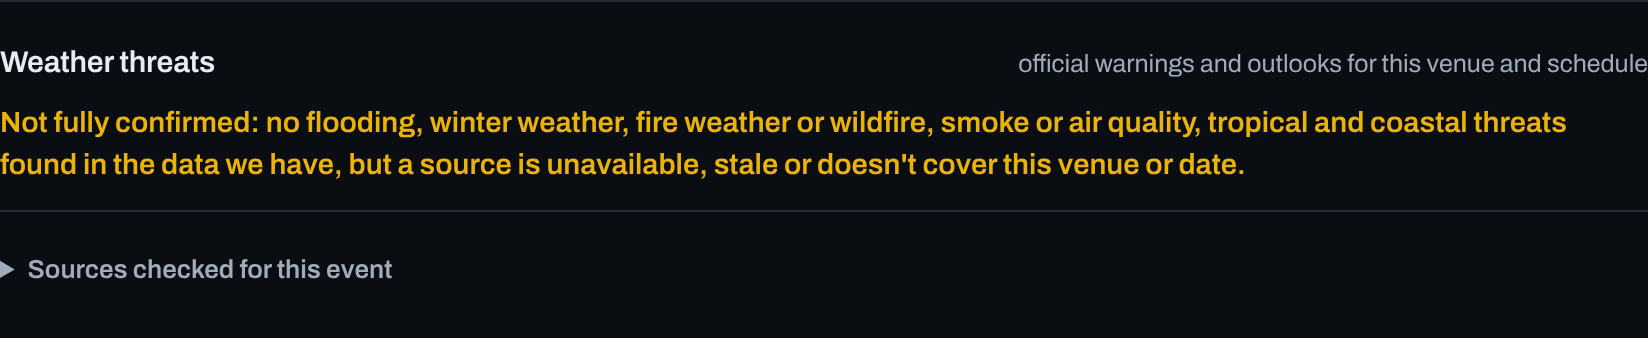 Weather threats
official warnings and outlooks for this venue and schedule
Not fully confirmed: no flooding, winter weather, fire weather or wildfire, smoke or air quality, tropical and coastal threats
found in the data we have, but a source is unavailable, stale or doesn't cover this venue or date.
Sources checked for this event